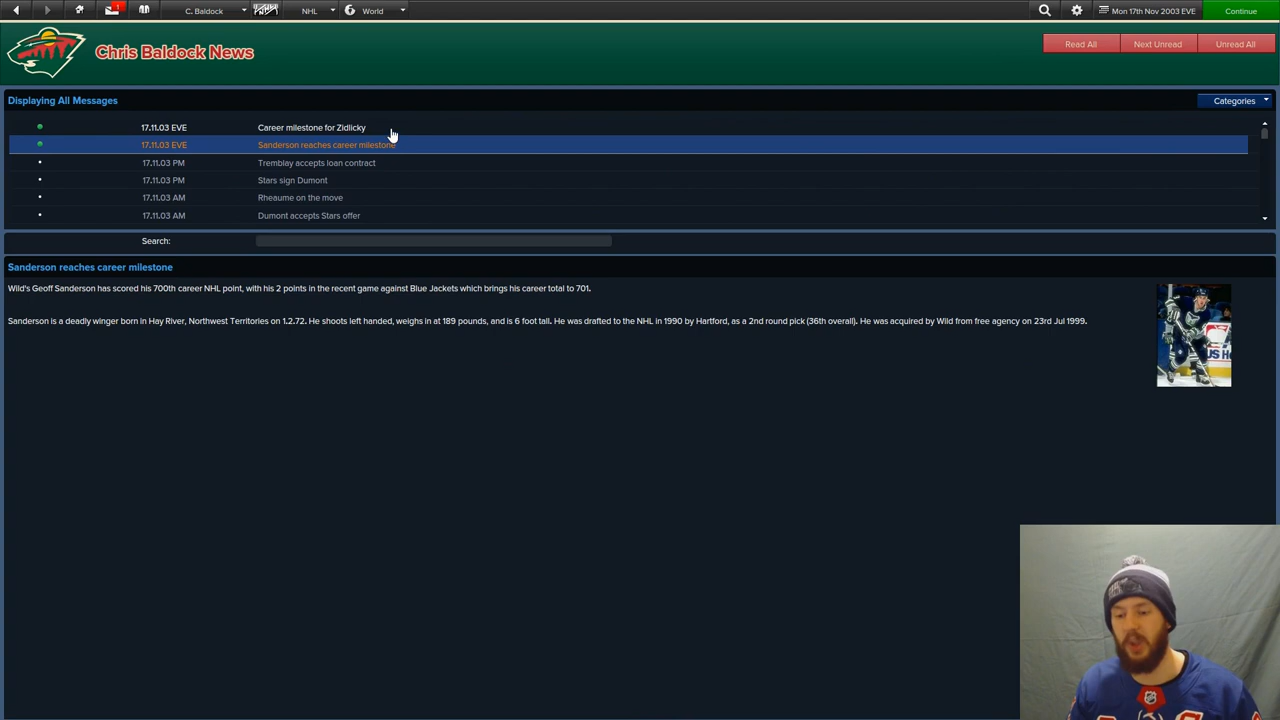 1
C. Baldock
NHL
World
Mon 17th Nov 2003 EVE
Continue
Chris Baldock News
Read All
Next Unread
Unread All
Displaying All Messages
Categories
17.11.03 EVE Career milestone for Zidlicky
17.11.03 EVE Sanderson reaches career milestone
17.11.03 PM Tremblay accepts loan contract
17.11.03 PM Stars sign Dumont
17.11.03 AM Rheaume on the move
17.11.03 AM Dumont accepts Stars offer
Search:
Sanderson reaches career milestone
Wild's Geoff Sanderson has scored his 700th career NHL point, with his 2 points in the recent game against Blue Jackets which brings his career total to 701.
Sanderson is a deadly winger born in Hay River, Northwest Territories on 1.2.72. He shoots left handed, weighs in at 189 pounds, and is 6 foot tall. He was drafted to the NHL in 1990 by Hartford, as a 2nd round pick (36th overall). He was acquired by Wild from free agency on 23rd Jul 1999.